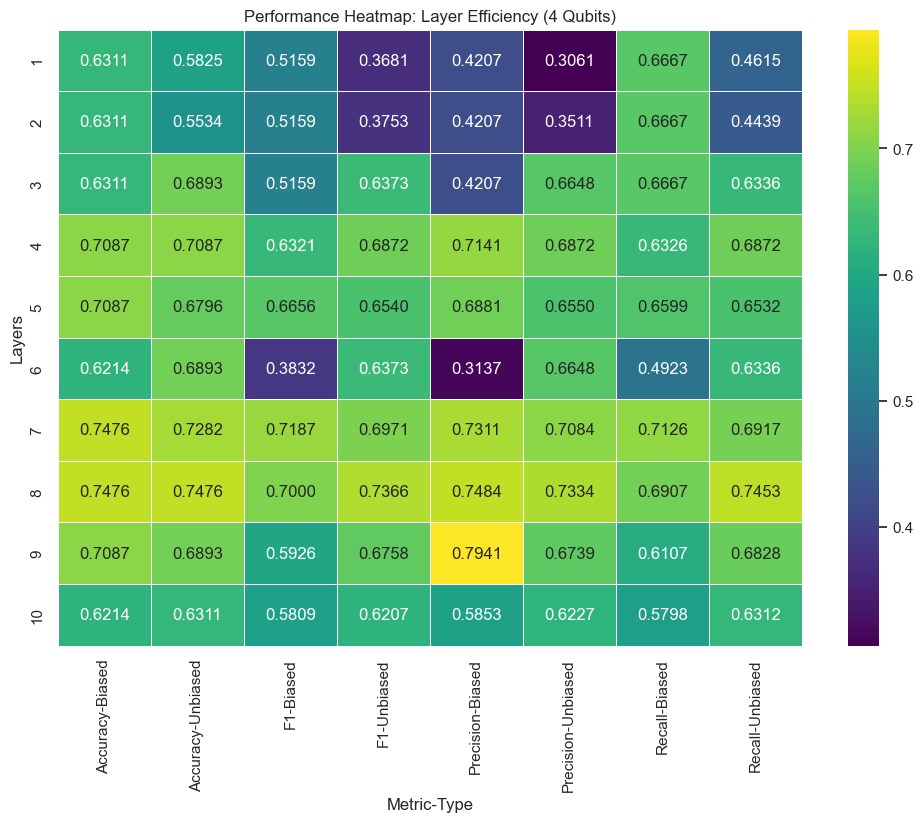 Performance Heatmap: Layer Efficiency (4 Qubits)
Layers
1 0.6311 0.5825 0.5159 0.3681 0.4207 0.3061 0.6667 0.4615
2 0.6311 0.5534 0.5159 0.3753 0.4207 0.3511 0.6667 0.4439
3 0.6311 0.6893 0.5159 0.6373 0.4207 0.6648 0.6667 0.6336
4 0.7087 0.7087 0.6321 0.6872 0.7141 0.6872 0.6326 0.6872
5 0.7087 0.6796 0.6656 0.6540 0.6881 0.6550 0.6599 0.6532
6 0.6214 0.6893 0.3832 0.6373 0.3137 0.6648 0.4923 0.6336
7 0.7476 0.7282 0.7187 0.6971 0.7311 0.7084 0.7126 0.6917
8 0.7476 0.7476 0.7000 0.7366 0.7484 0.7334 0.6907 0.7453
9 0.7087 0.6893 0.5926 0.6758 0.7941 0.6739 0.6107 0.6828
10 0.6214 0.6311 0.5809 0.6207 0.5853 0.6227 0.5798 0.6312
Accuracy-Biased
Accuracy-Unbiased
F1-Biased
F1-Unbiased
Precision-Biased
Precision-Unbiased
Recall-Biased
Recall-Unbiased
Metric-Type
0.7
0.6
0.5
0.4